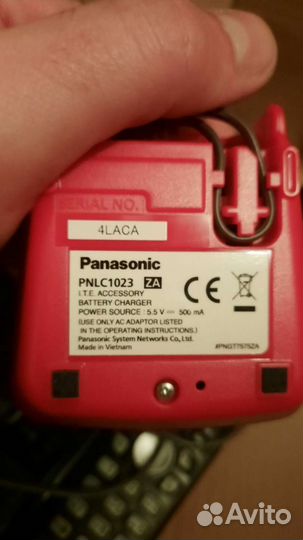 SERIAL NO.
4LACA
Panasonic
PNLC1023 ZA
I.T.E. ACCESSORY
BATTERY CHARGER
POWER SOURCE : 5.5 V ⎓ 500 mA
(USE ONLY AC ADAPTOR LISTED
IN THE OPERATING INSTRUCTIONS.)
Panasonic System Networks Co., Ltd.
Made in Vietnam
#PNGT7575ZA
CE
Avito